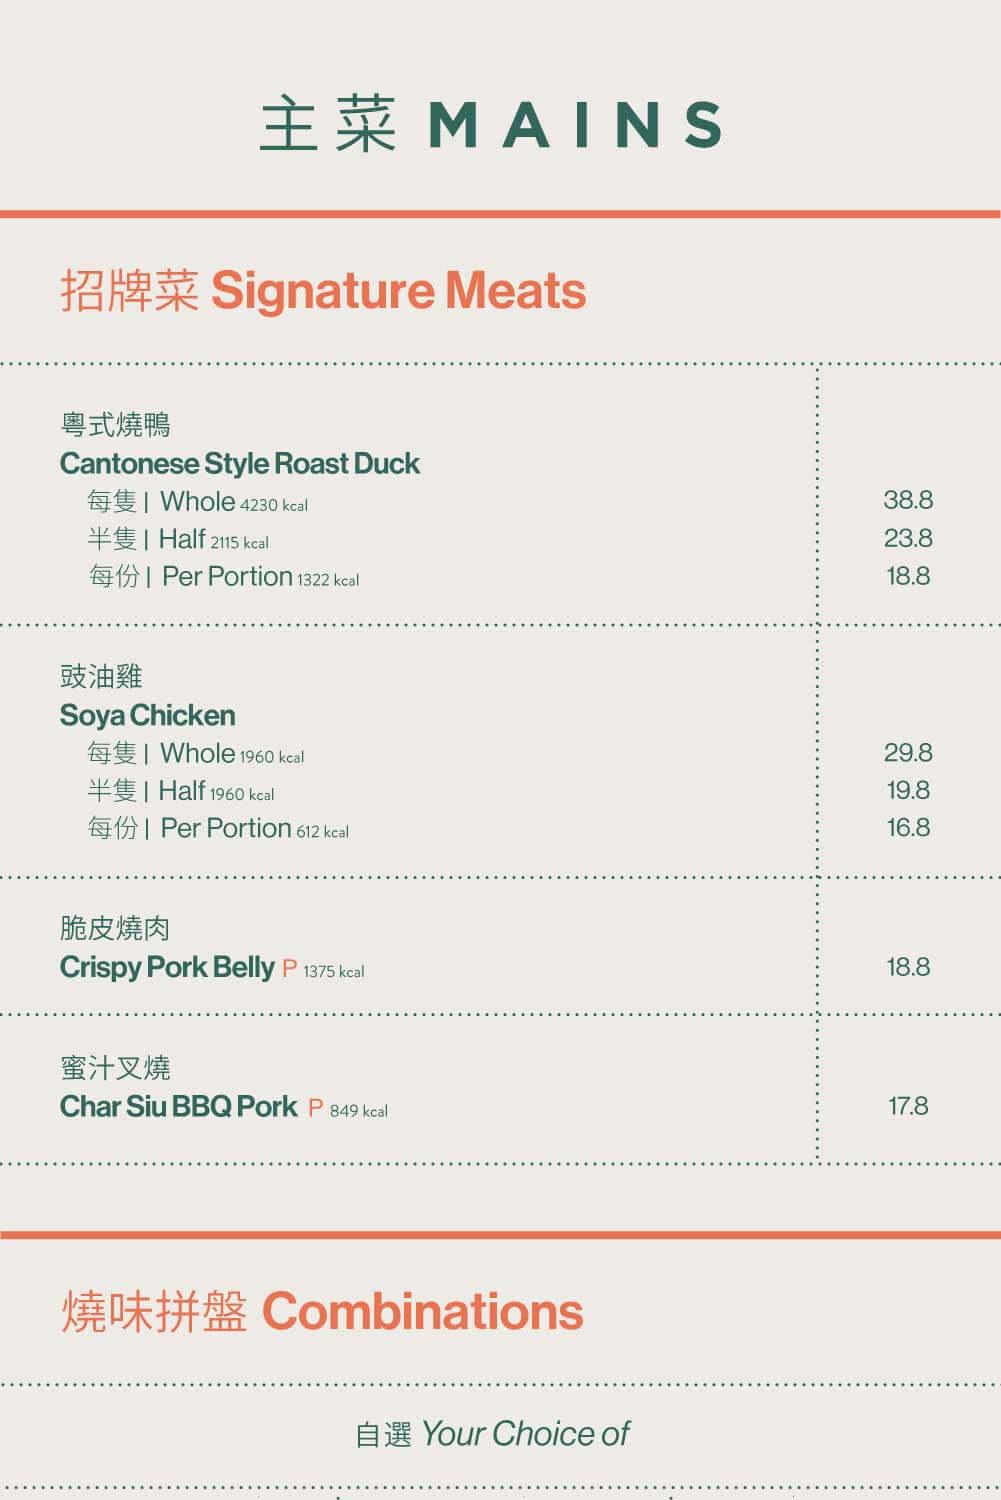 主菜 MAINS
招牌菜 Signature Meats
粵式燒鴨
Cantonese Style Roast Duck
每隻 | Whole 4230 kcal 38.8
半隻 | Half 2115 kcal 23.8
每份 | Per Portion 1322 kcal 18.8
豉油雞
Soya Chicken
每隻 | Whole 1960 kcal 29.8
半隻 | Half 1960 kcal 19.8
每份 | Per Portion 612 kcal 16.8
脆皮燒肉
Crispy Pork Belly P 1375 kcal 18.8
蜜汁叉燒
Char Siu BBQ Pork P 849 kcal 17.8
燒味拼盤 Combinations
自選 Your Choice of